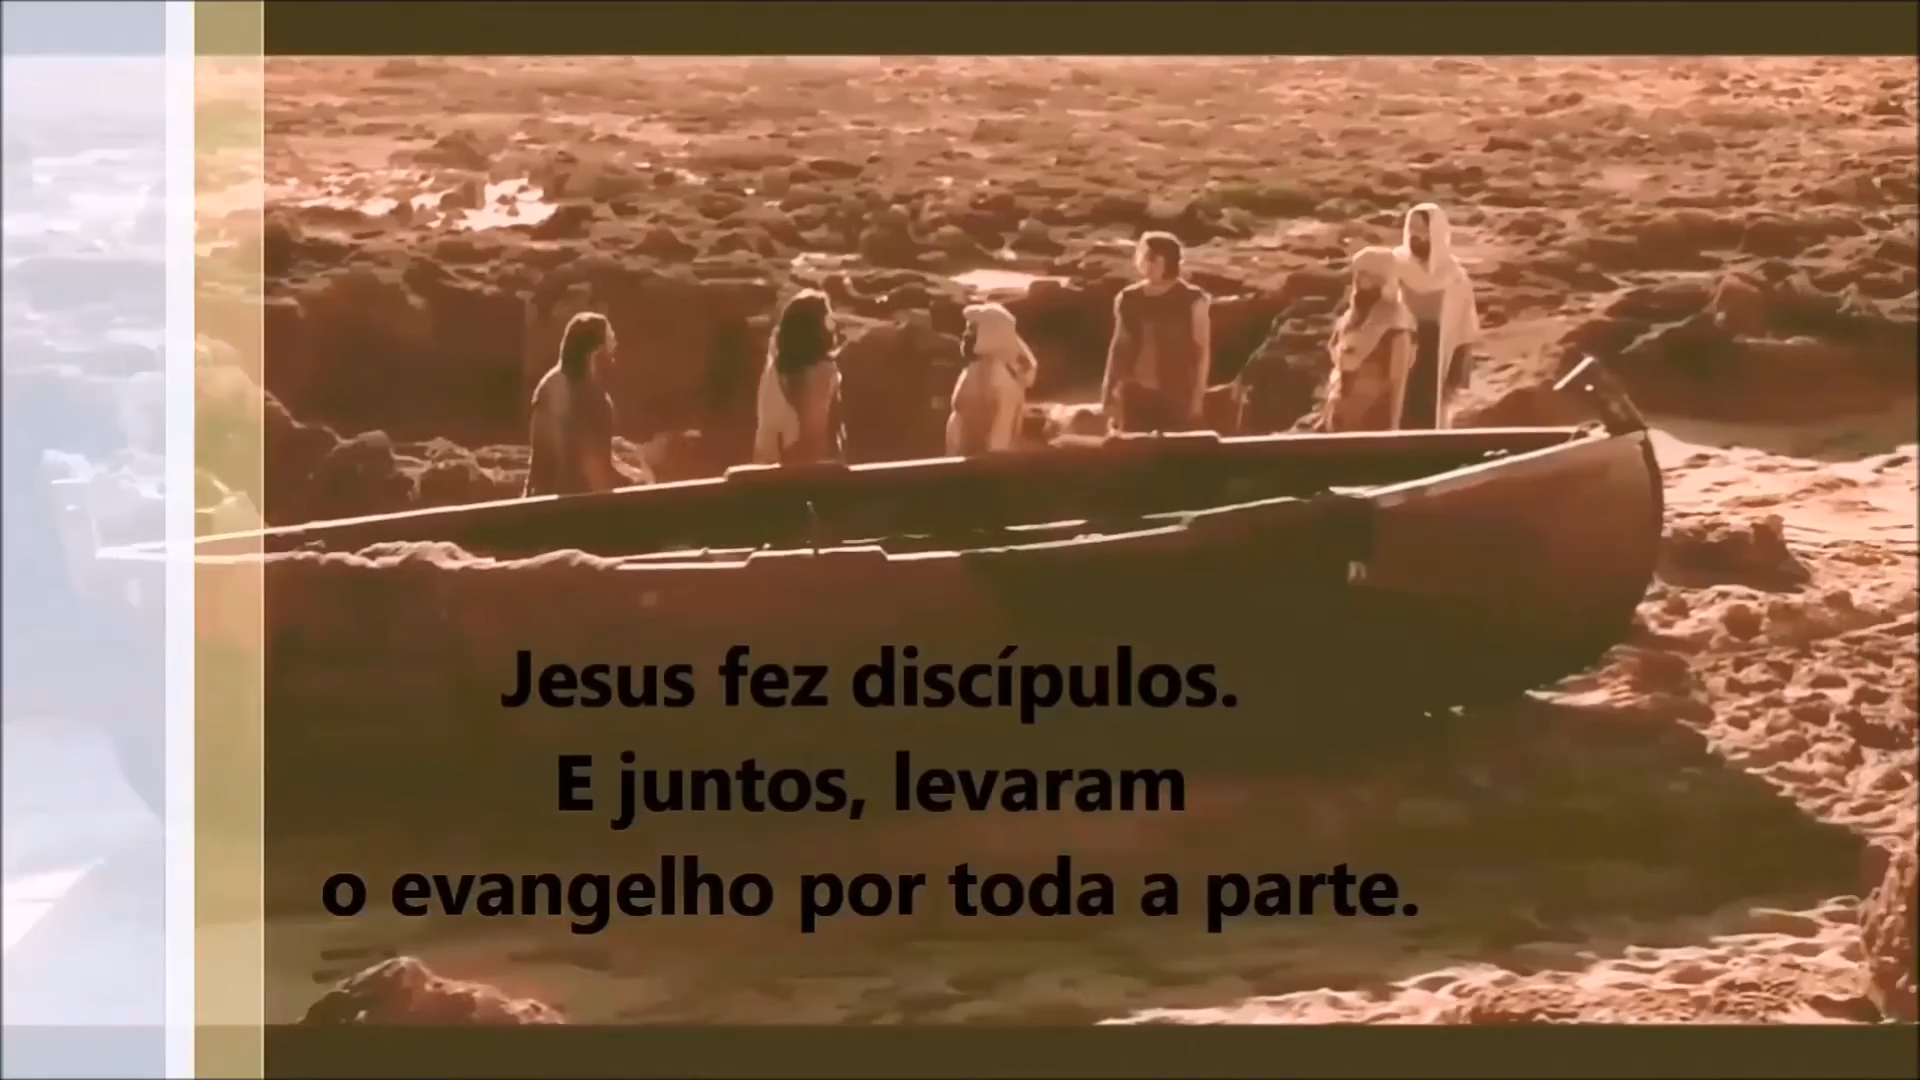 Jesus fez discípulos.
E juntos, levaram
o evangelho por toda a parte.